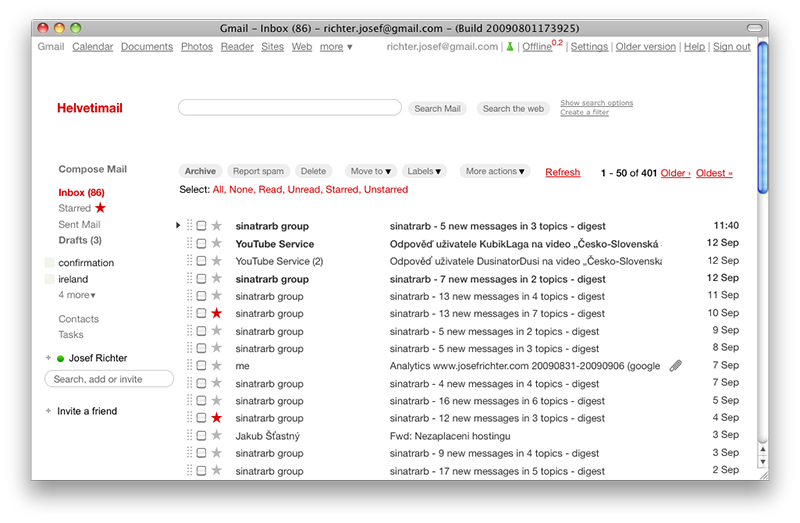 Gmail - Inbox (86) - richter.josef@gmail.com - (Build 20090801173925)
Gmail Calendar Documents Photos Reader Sites Web more ▾ richter.josef@gmail.com | Offline 0.2 | Settings | Older version | Help | Sign out
Helvetimail
Search Mail Search the web Show search options
Create a filter
Compose Mail
Inbox (86)
Starred ★
Sent Mail
Drafts (3)
confirmation
ireland
4 more▾
Contacts
Tasks
Josef Richter
Search, add or invite
+ Invite a friend
Archive Report spam Delete Move to ▾ Labels ▾ More actions ▾ Refresh 1 - 50 of 401 Older › Oldest »
Select: All, None, Read, Unread, Starred, Unstarred
sinatrarb group sinatrarb - 5 new messages in 3 topics - digest 11:40
YouTube Service Odpověď uživatele KubikLaga na video „Česko-Slovenská 12 Sep
YouTube Service (2) Odpověď uživatele DusinatorDusi na video „Česko-Slovenska 12 Sep
sinatrarb group sinatrarb - 7 new messages in 2 topics - digest 12 Sep
sinatrarb group sinatrarb - 13 new messages in 4 topics - digest 11 Sep
sinatrarb group sinatrarb - 13 new messages in 7 topics - digest 10 Sep
sinatrarb group sinatrarb - 5 new messages in 2 topics - digest 9 Sep
sinatrarb group sinatrarb - 5 new messages in 3 topics - digest 8 Sep
me Analytics www.josefrichter.com 20090831-20090906 (google 7 Sep
sinatrarb group sinatrarb - 4 new messages in 4 topics - digest 7 Sep
sinatrarb group sinatrarb - 16 new messages in 6 topics - digest 5 Sep
sinatrarb group sinatrarb - 12 new messages in 3 topics - digest 4 Sep
Jakub Šťastný Fwd: Nezaplaceni hostingu 3 Sep
sinatrarb group sinatrarb - 9 new messages in 4 topics - digest 3 Sep
sinatrarb group sinatrarb - 17 new messages in 5 topics - digest 2 Sep